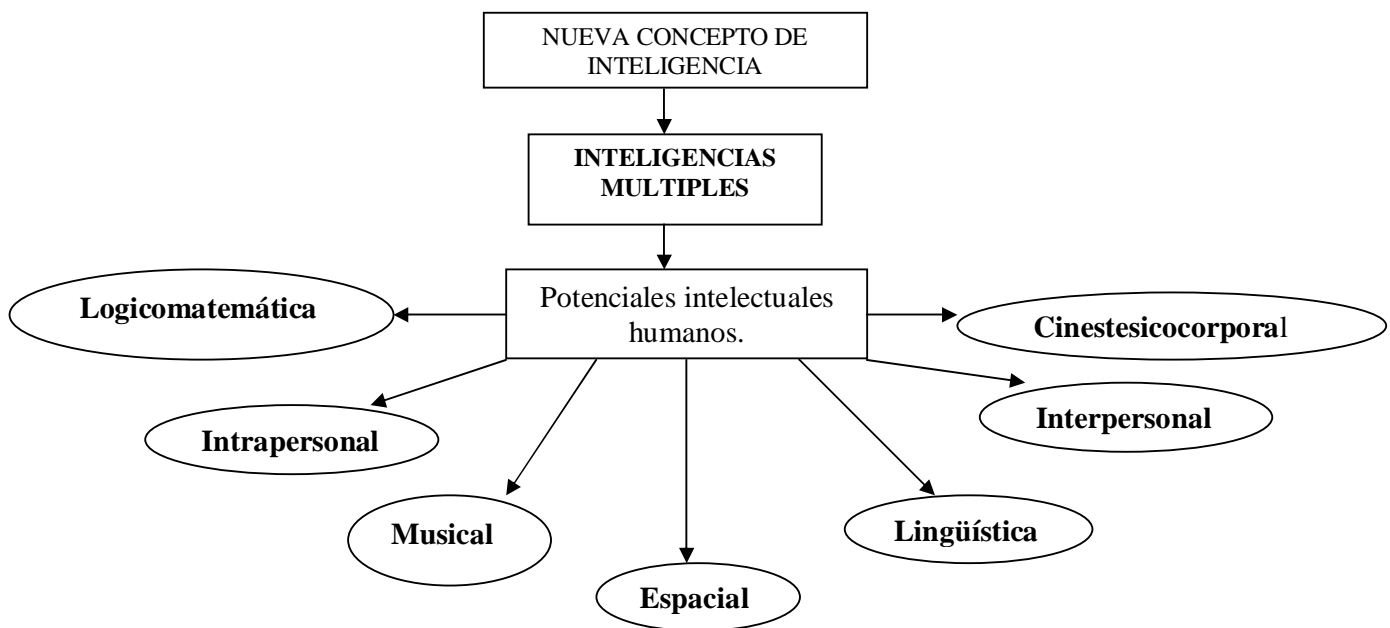 NUEVA CONCEPTO DE
INTELIGENCIA
INTELIGENCIAS
MULTIPLES
Potenciales intelectuales
humanos.
Logicomatemática
Cinestesicocorporal
Intrapersonal
Interpersonal
Musical
Lingüística
Espacial